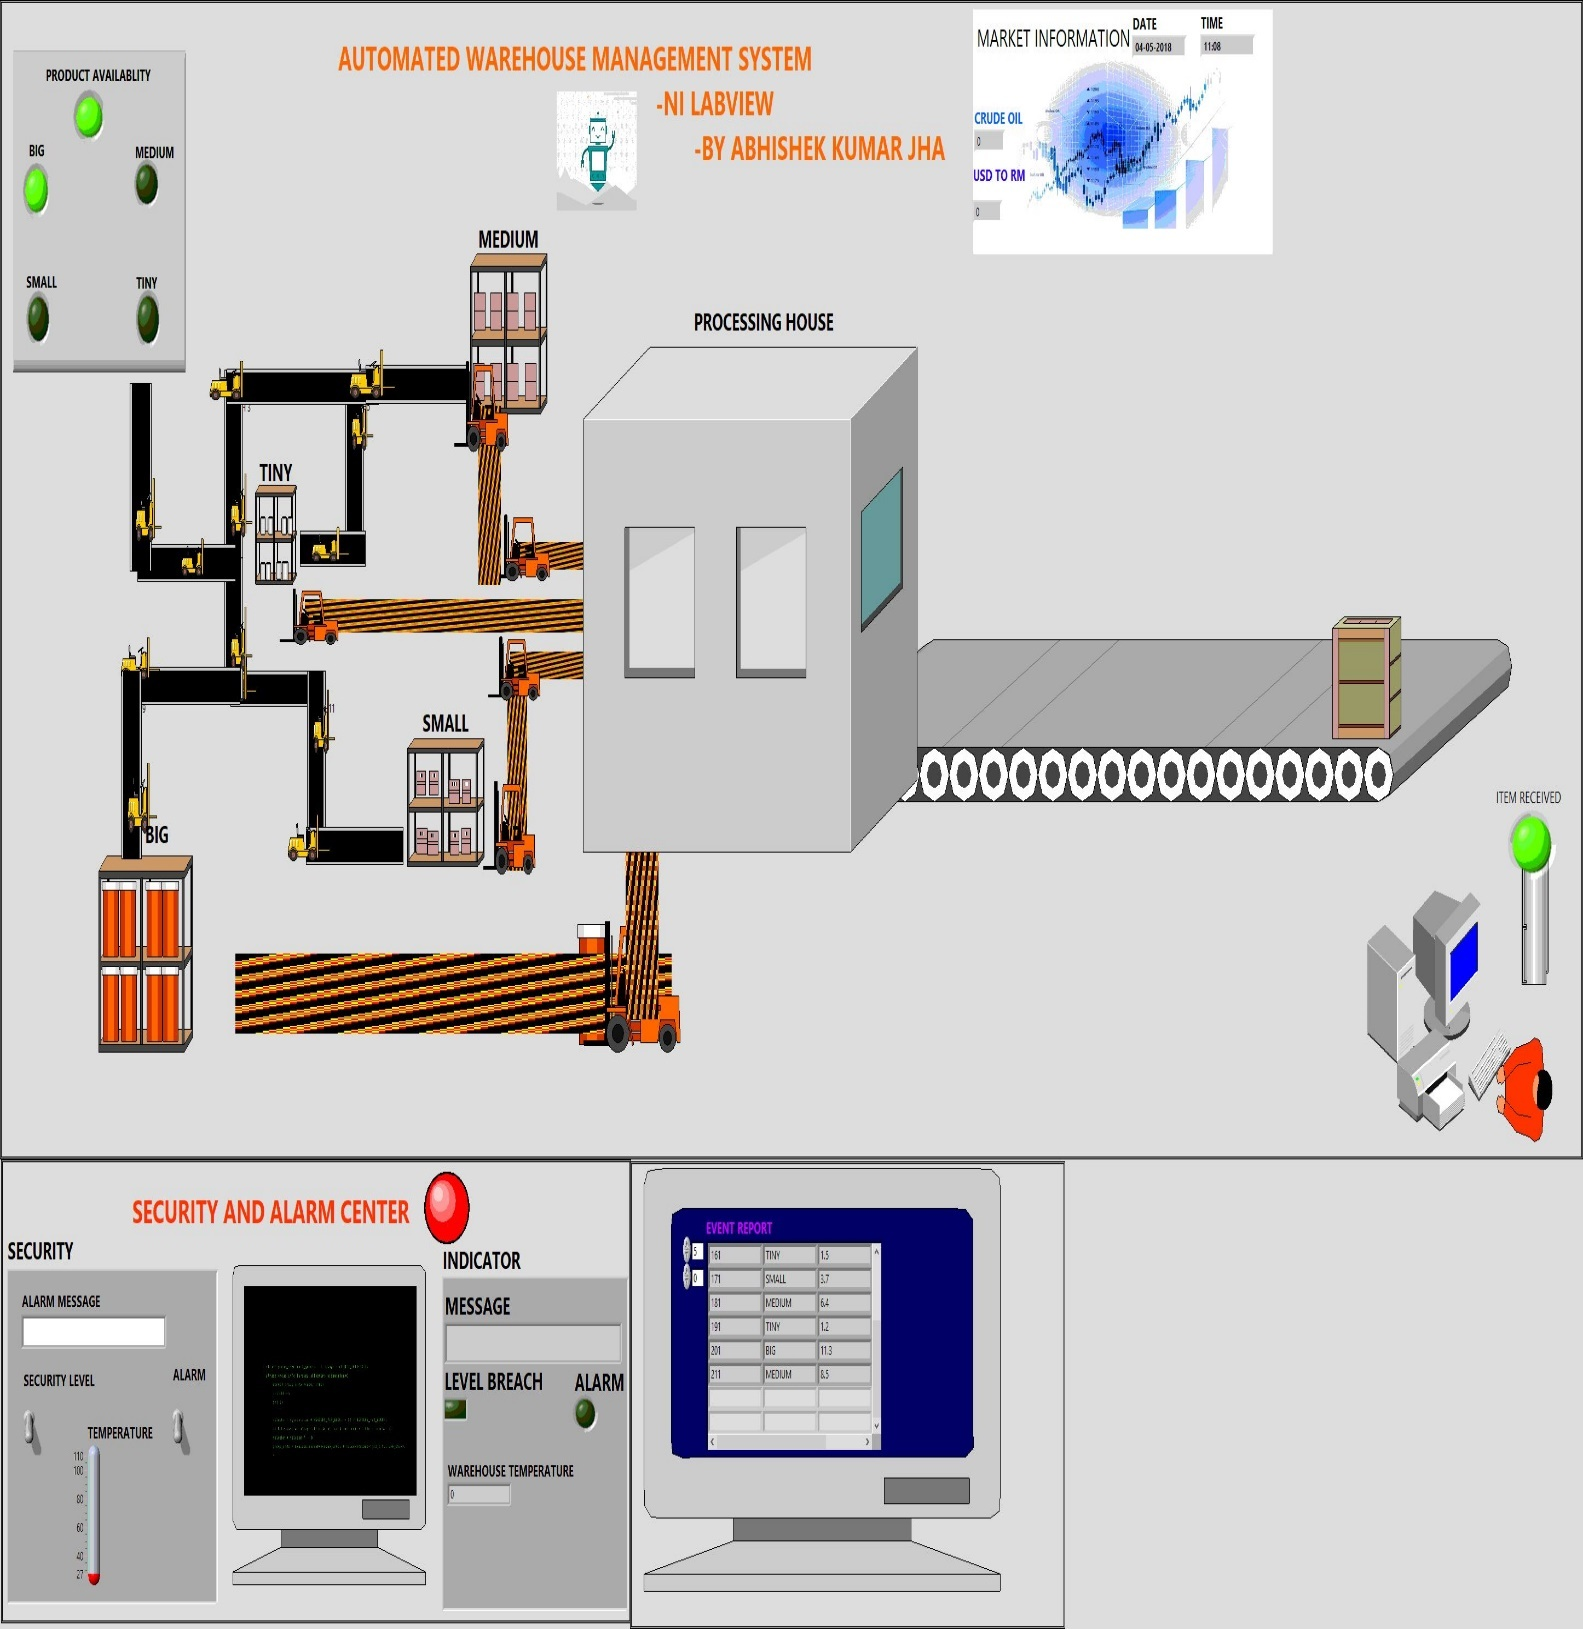 AUTOMATED WAREHOUSE MANAGEMENT SYSTEM
-NI LABVIEW
-BY ABHISHEK KUMAR JHA
MARKET INFORMATION
DATE
TIME
04-05-2018
11:08
CRUDE OIL
0
USD TO RM
0
PRODUCT AVAILABLITY
BIG
MEDIUM
SMALL
TINY
MEDIUM
PROCESSING HOUSE
TINY
SMALL
BIG
ITEM RECEIVED
SECURITY AND ALARM CENTER
SECURITY
ALARM MESSAGE
SECURITY LEVEL
ALARM
TEMPERATURE
110
100
80
60
40
27
INDICATOR
MESSAGE
LEVEL BREACH
ALARM
WAREHOUSE TEMPERATURE
0
EVENT REPORT
5
0
161 TINY 1.5
171 SMALL 3.7
181 MEDIUM 6.4
191 TINY 1.2
201 BIG 11.3
211 MEDIUM 8.5